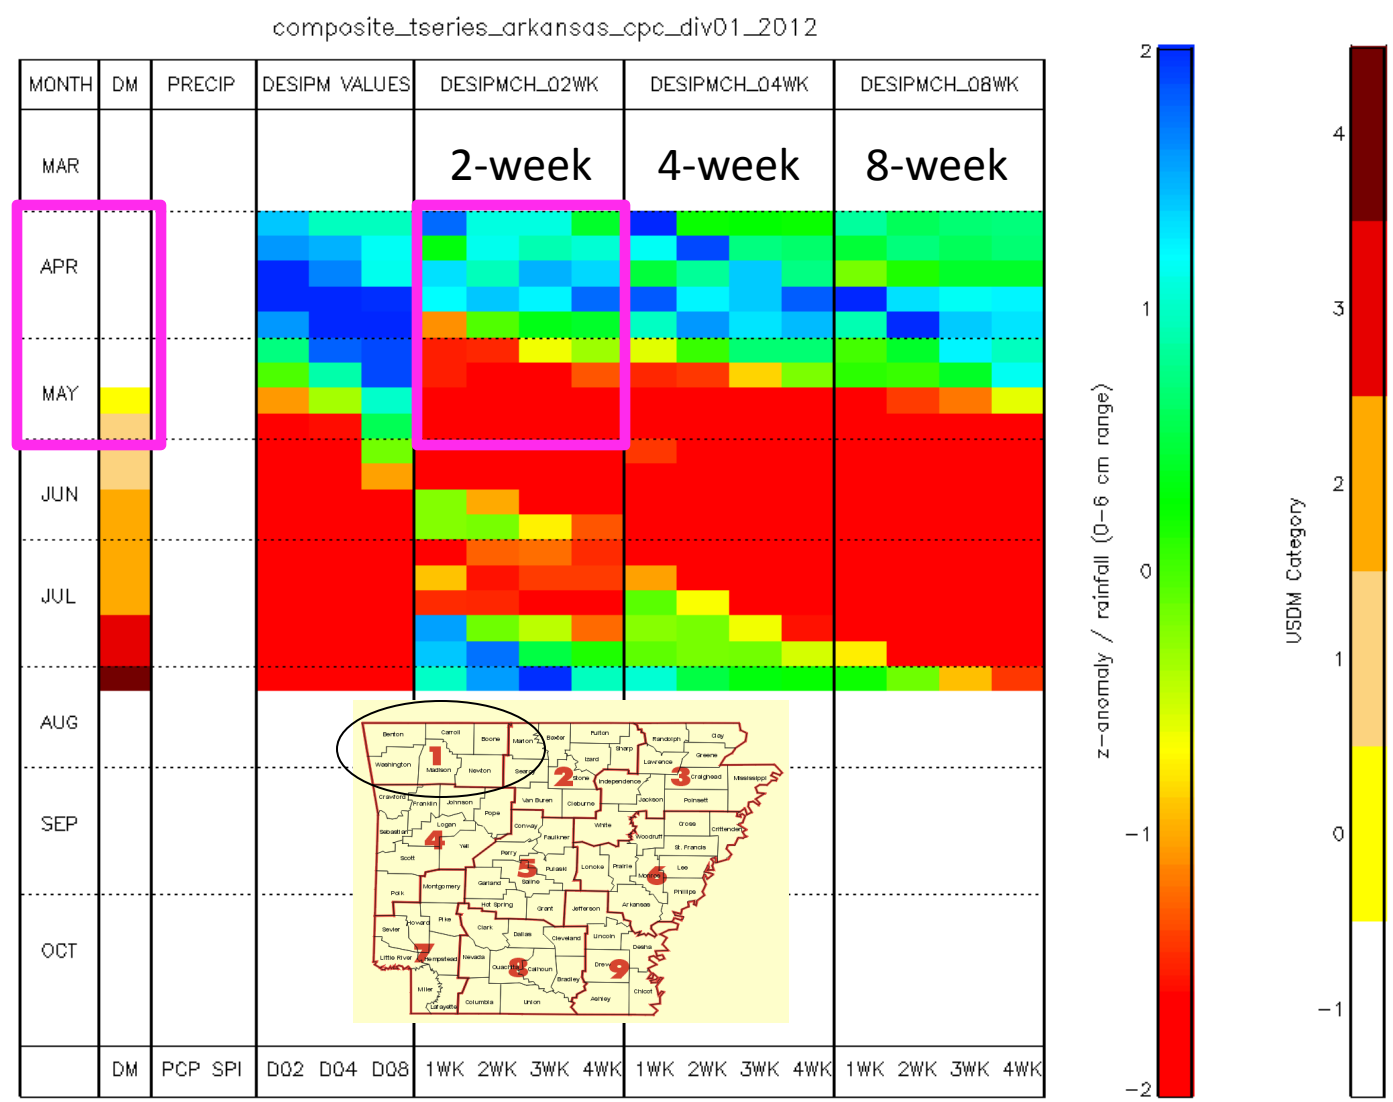 composite_tseries_arkansas_cpc_div01_2012
MONTH DM PRECIP DESIPM VALUES DESIPMCH_02WK DESIPMCH_04WK DESIPMCH_08WK
MAR 2-week 4-week 8-week
APR
MAY
JUN
JUL
AUG
SEP
OCT
DM PCP SPI D02 D04 D08 1WK 2WK 3WK 4WK 1WK 2WK 3WK 4WK 1WK 2WK 3WK 4WK
2
1
0
-1
-2
z-anomaly / rainfall (0-6 cm range)
4
3
2
1
0
-1
USDM Category
Benton Carroll Boone Marion Baxter Fulton Randolph Clay
Sharp Greene
1
Washington Madison Newton Searcy 2 Stone Izard Independence Lawrence 3 Craighead Mississippi
Crawford Franklin Johnson Van Buren Cleburne Jackson Poinsett
Pope Logan Conway White Cross Crittenden
Sebastian 4 Yell Faulkner Woodruff St. Francis
Scott Perry 5 Pulaski Lonoke Prairie Monroe 6 Lee
Polk Montgomery Garland Saline Phillips
Hot Spring Grant Jefferson Arkansas
Howard Pike Clark Dallas Cleveland Lincoln Desha
Sevier
Little River 7 Hempstead Nevada Ouachita 8 Calhoun Drew 9
Bradley Chicot
Miller Lafayette Columbia Union Ashley